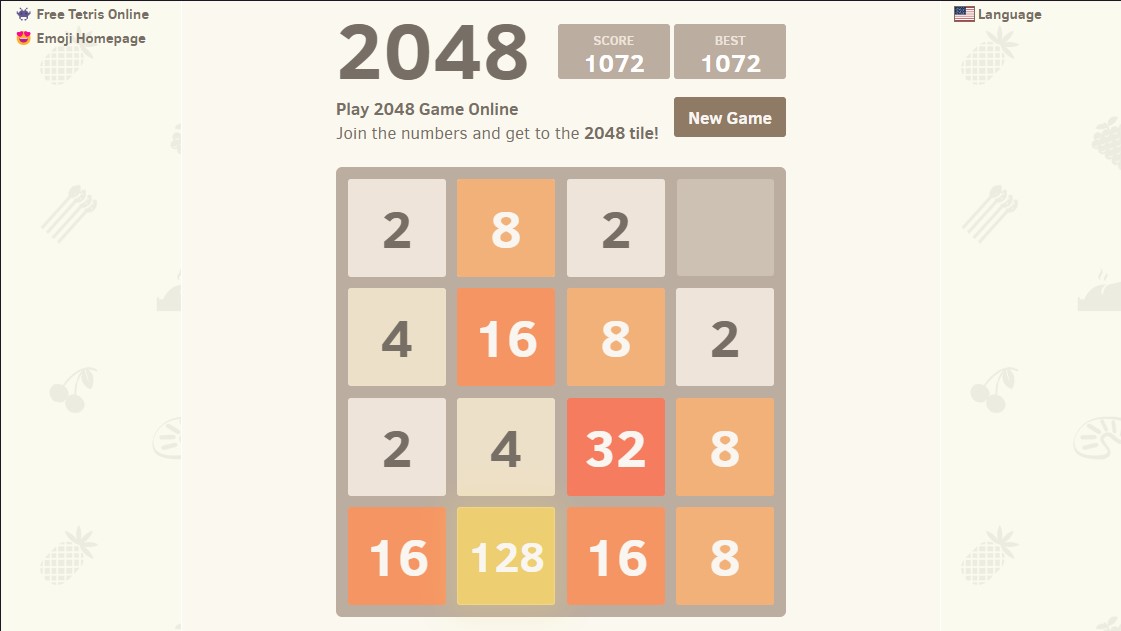 Free Tetris Online
Emoji Homepage
Language
2048
SCORE
1072
BEST
1072
Play 2048 Game Online
Join the numbers and get to the 2048 tile!
New Game
2 8 2
4 16 8 2
2 4 32 8
16 128 16 8